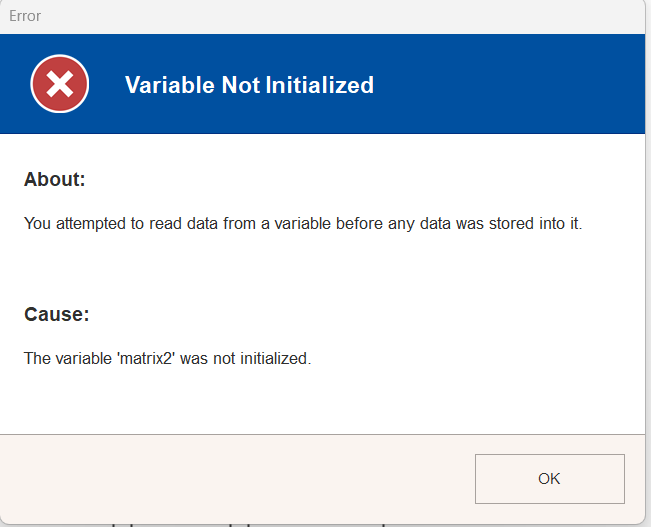 Error
Variable Not Initialized
About:
You attempted to read data from a variable before any data was stored into it.
Cause:
The variable 'matrix2' was not initialized.
OK